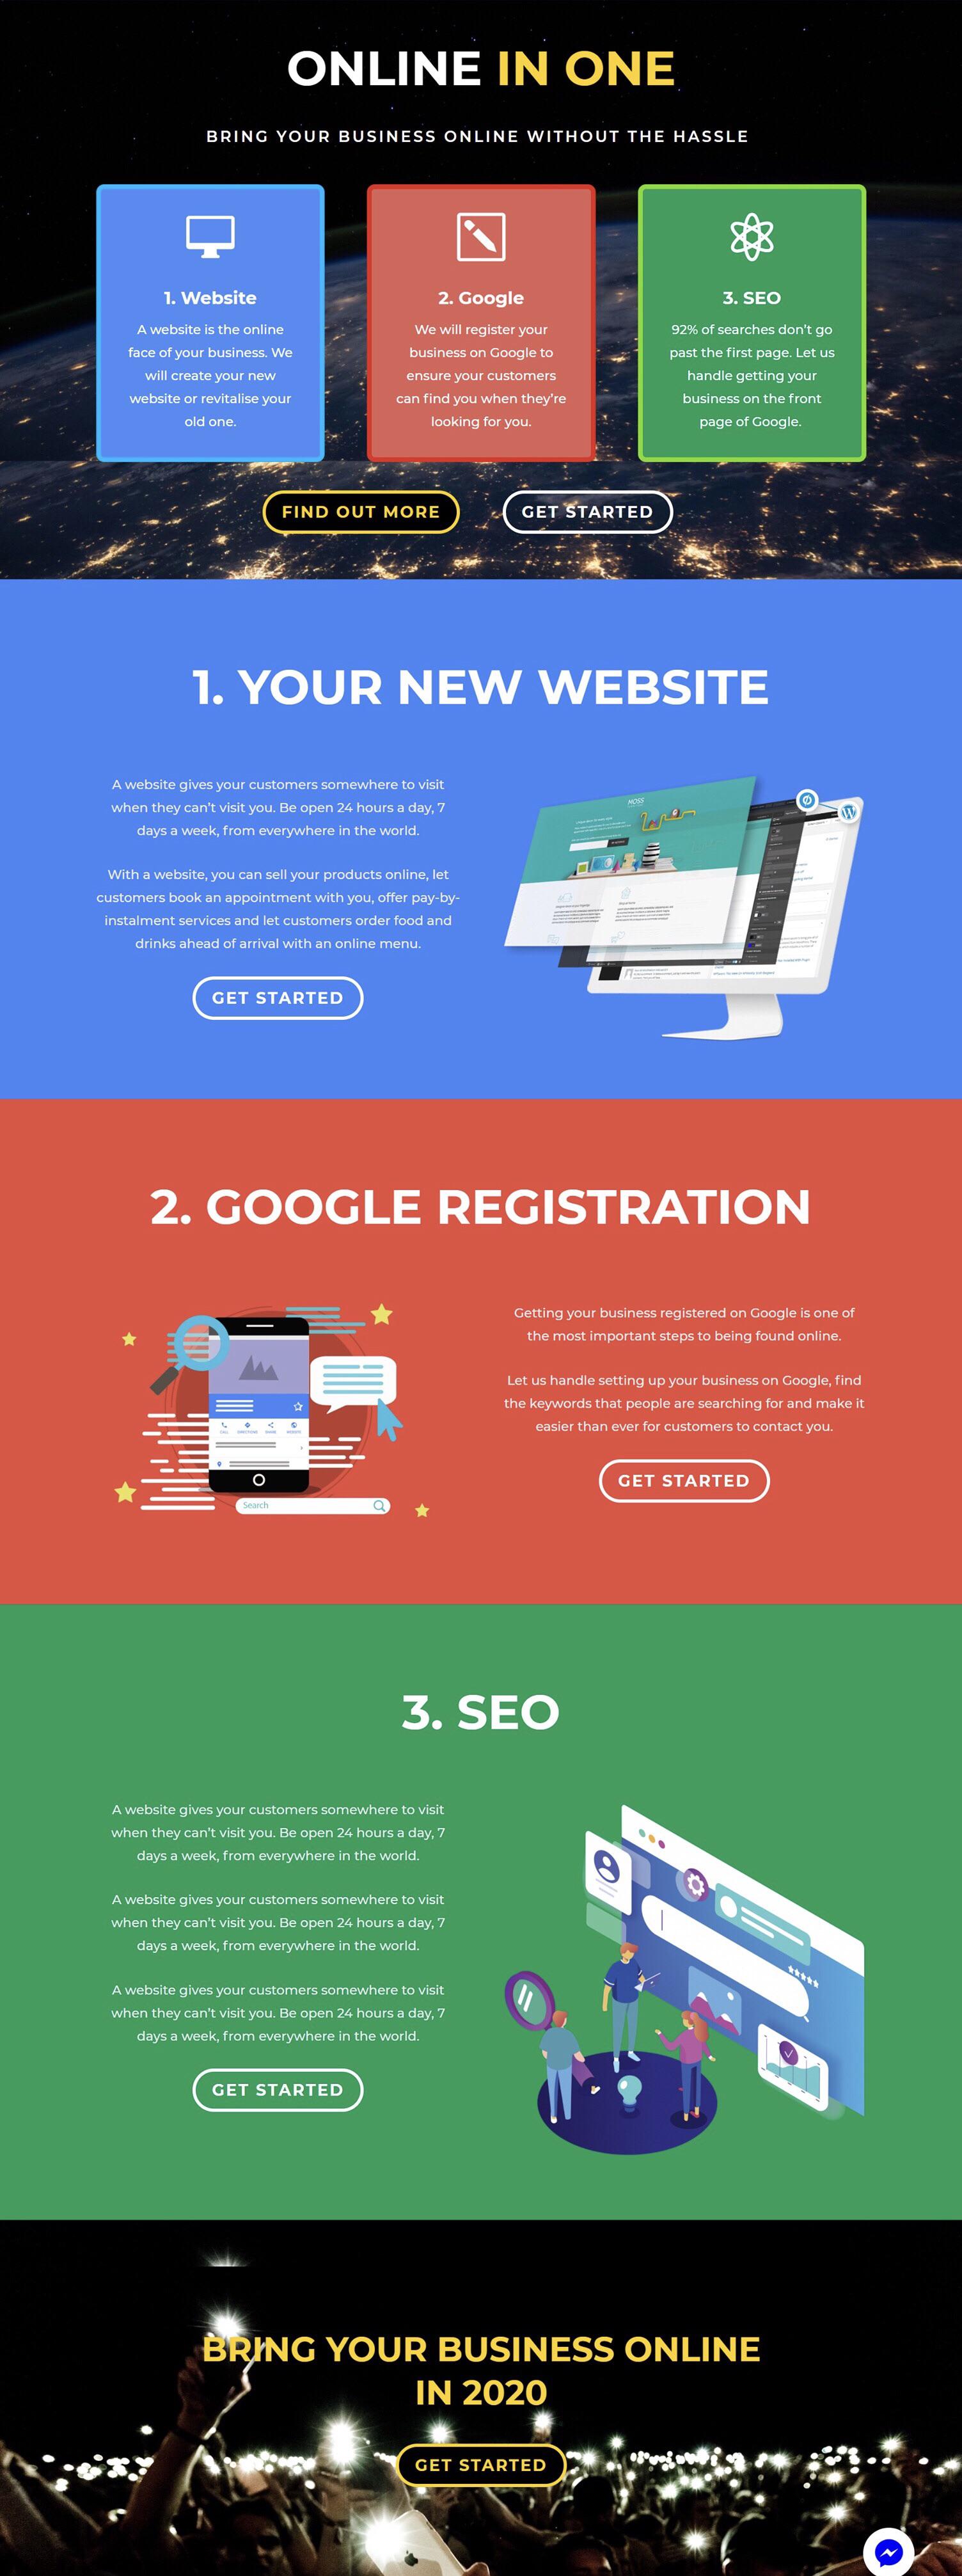 ONLINE IN ONE
BRING YOUR BUSINESS ONLINE WITHOUT THE HASSLE
1. Website
A website is the online
face of your business. We
will create your new
website or revitalise your
old one.
2. Google
We will register your
business on Google to
ensure your customers
can find you when they’re
looking for you.
3. SEO
92% of searches don’t go
past the first page. Let us
handle getting your
business on the front
page of Google.
FIND OUT MORE
GET STARTED
1. YOUR NEW WEBSITE
A website gives your customers somewhere to visit
when they can’t visit you. Be open 24 hours a day, 7
days a week, from everywhere in the world.
With a website, you can sell your products online, let
customers book an appointment with you, offer pay-by-
instalment services and let customers order food and
drinks ahead of arrival with an online menu.
GET STARTED
2. GOOGLE REGISTRATION
CALL
DIRECTIONS
SHARE
WEBSITE
Search
Getting your business registered on Google is one of
the most important steps to being found online.
Let us handle setting up your business on Google, find
the keywords that people are searching for and make it
easier than ever for customers to contact you.
GET STARTED
3. SEO
A website gives your customers somewhere to visit
when they can’t visit you. Be open 24 hours a day, 7
days a week, from everywhere in the world.
A website gives your customers somewhere to visit
when they can’t visit you. Be open 24 hours a day, 7
days a week, from everywhere in the world.
A website gives your customers somewhere to visit
when they can’t visit you. Be open 24 hours a day, 7
days a week, from everywhere in the world.
GET STARTED
BRING YOUR BUSINESS ONLINE
IN 2020
GET STARTED